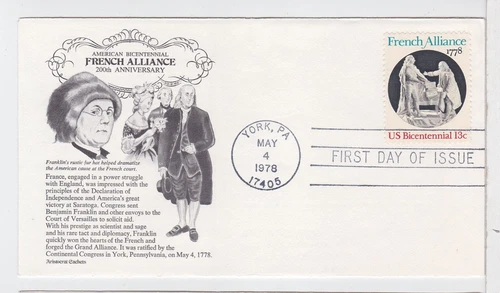 AMERICAN BICENTENNIAL
FRENCH ALLIANCE
200th ANNIVERSARY
Franklin's rustic fur hat helped dramatize
the American cause at the French court.
France, engaged in a power struggle
with England, was impressed with the
principles of the Declaration of
Independence and America's great
victory at Saratoga. Congress sent
Benjamin Franklin and other envoys to the
Court of Versailles to solicit aid.
With his prestige as scientist and sage
and his rare tact and diplomacy, Franklin
quickly won the hearts of the French and
forged the Grand Alliance. It was ratified by the
Continental Congress in York, Pennsylvania, on May 4, 1778.
Aristocrat Cachets
YORK, PA
MAY
4
1978
17405
FIRST DAY OF ISSUE
French Alliance
1778
US Bicentennial 13c